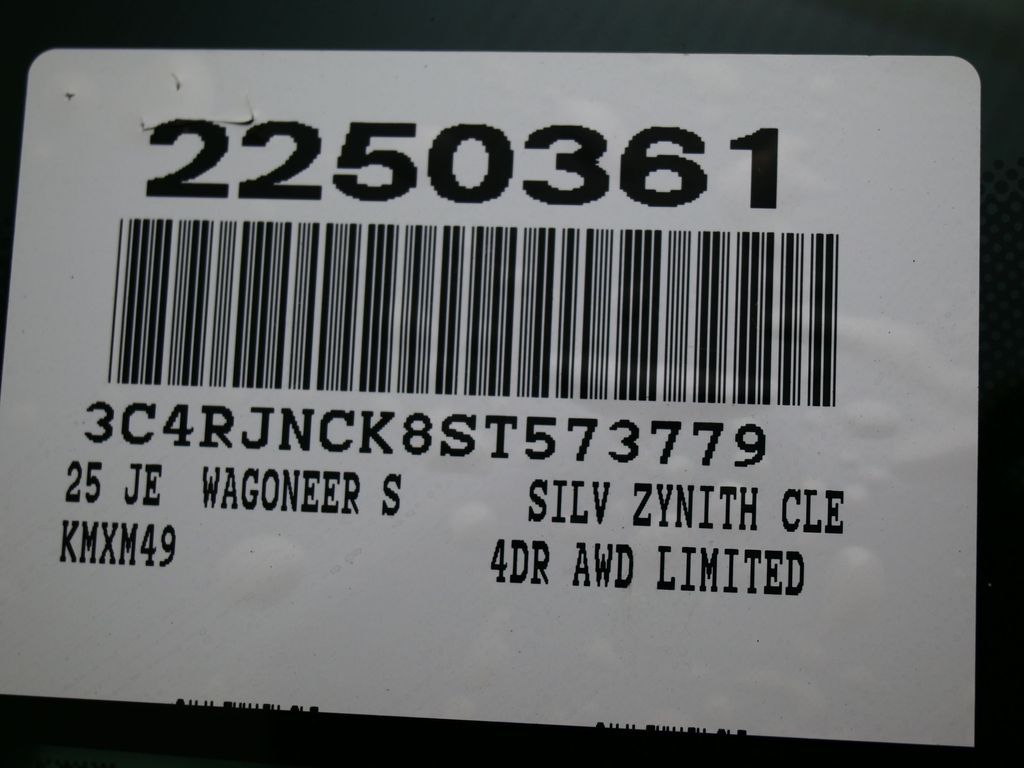 2250361
3C4RJNCK8ST573779
25 JE WAGONEER S SILV ZYNITH CLE
KMXM49 4DR AWD LIMITED